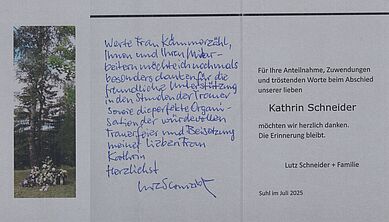 Werte Frau Kämmerzähl,
Ihnen und Ihren Mitar-
beitern möchte ich nochmals
besonders danken für die
freundliche Unterstützung
in den Stunden der Trauer
sowie die perfekte Organi-
sation der würdevollen
Trauerfeier und Beisetzung
meiner lieben Frau
Kathrin
Herzlichst
Für Ihre Anteilnahme, Zuwendungen
und tröstenden Worte beim Abschied
unserer lieben
Kathrin Schneider
möchten wir herzlich danken.
Die Erinnerung bleibt.
Lutz Schneider + Familie
Suhl im Juli 2025